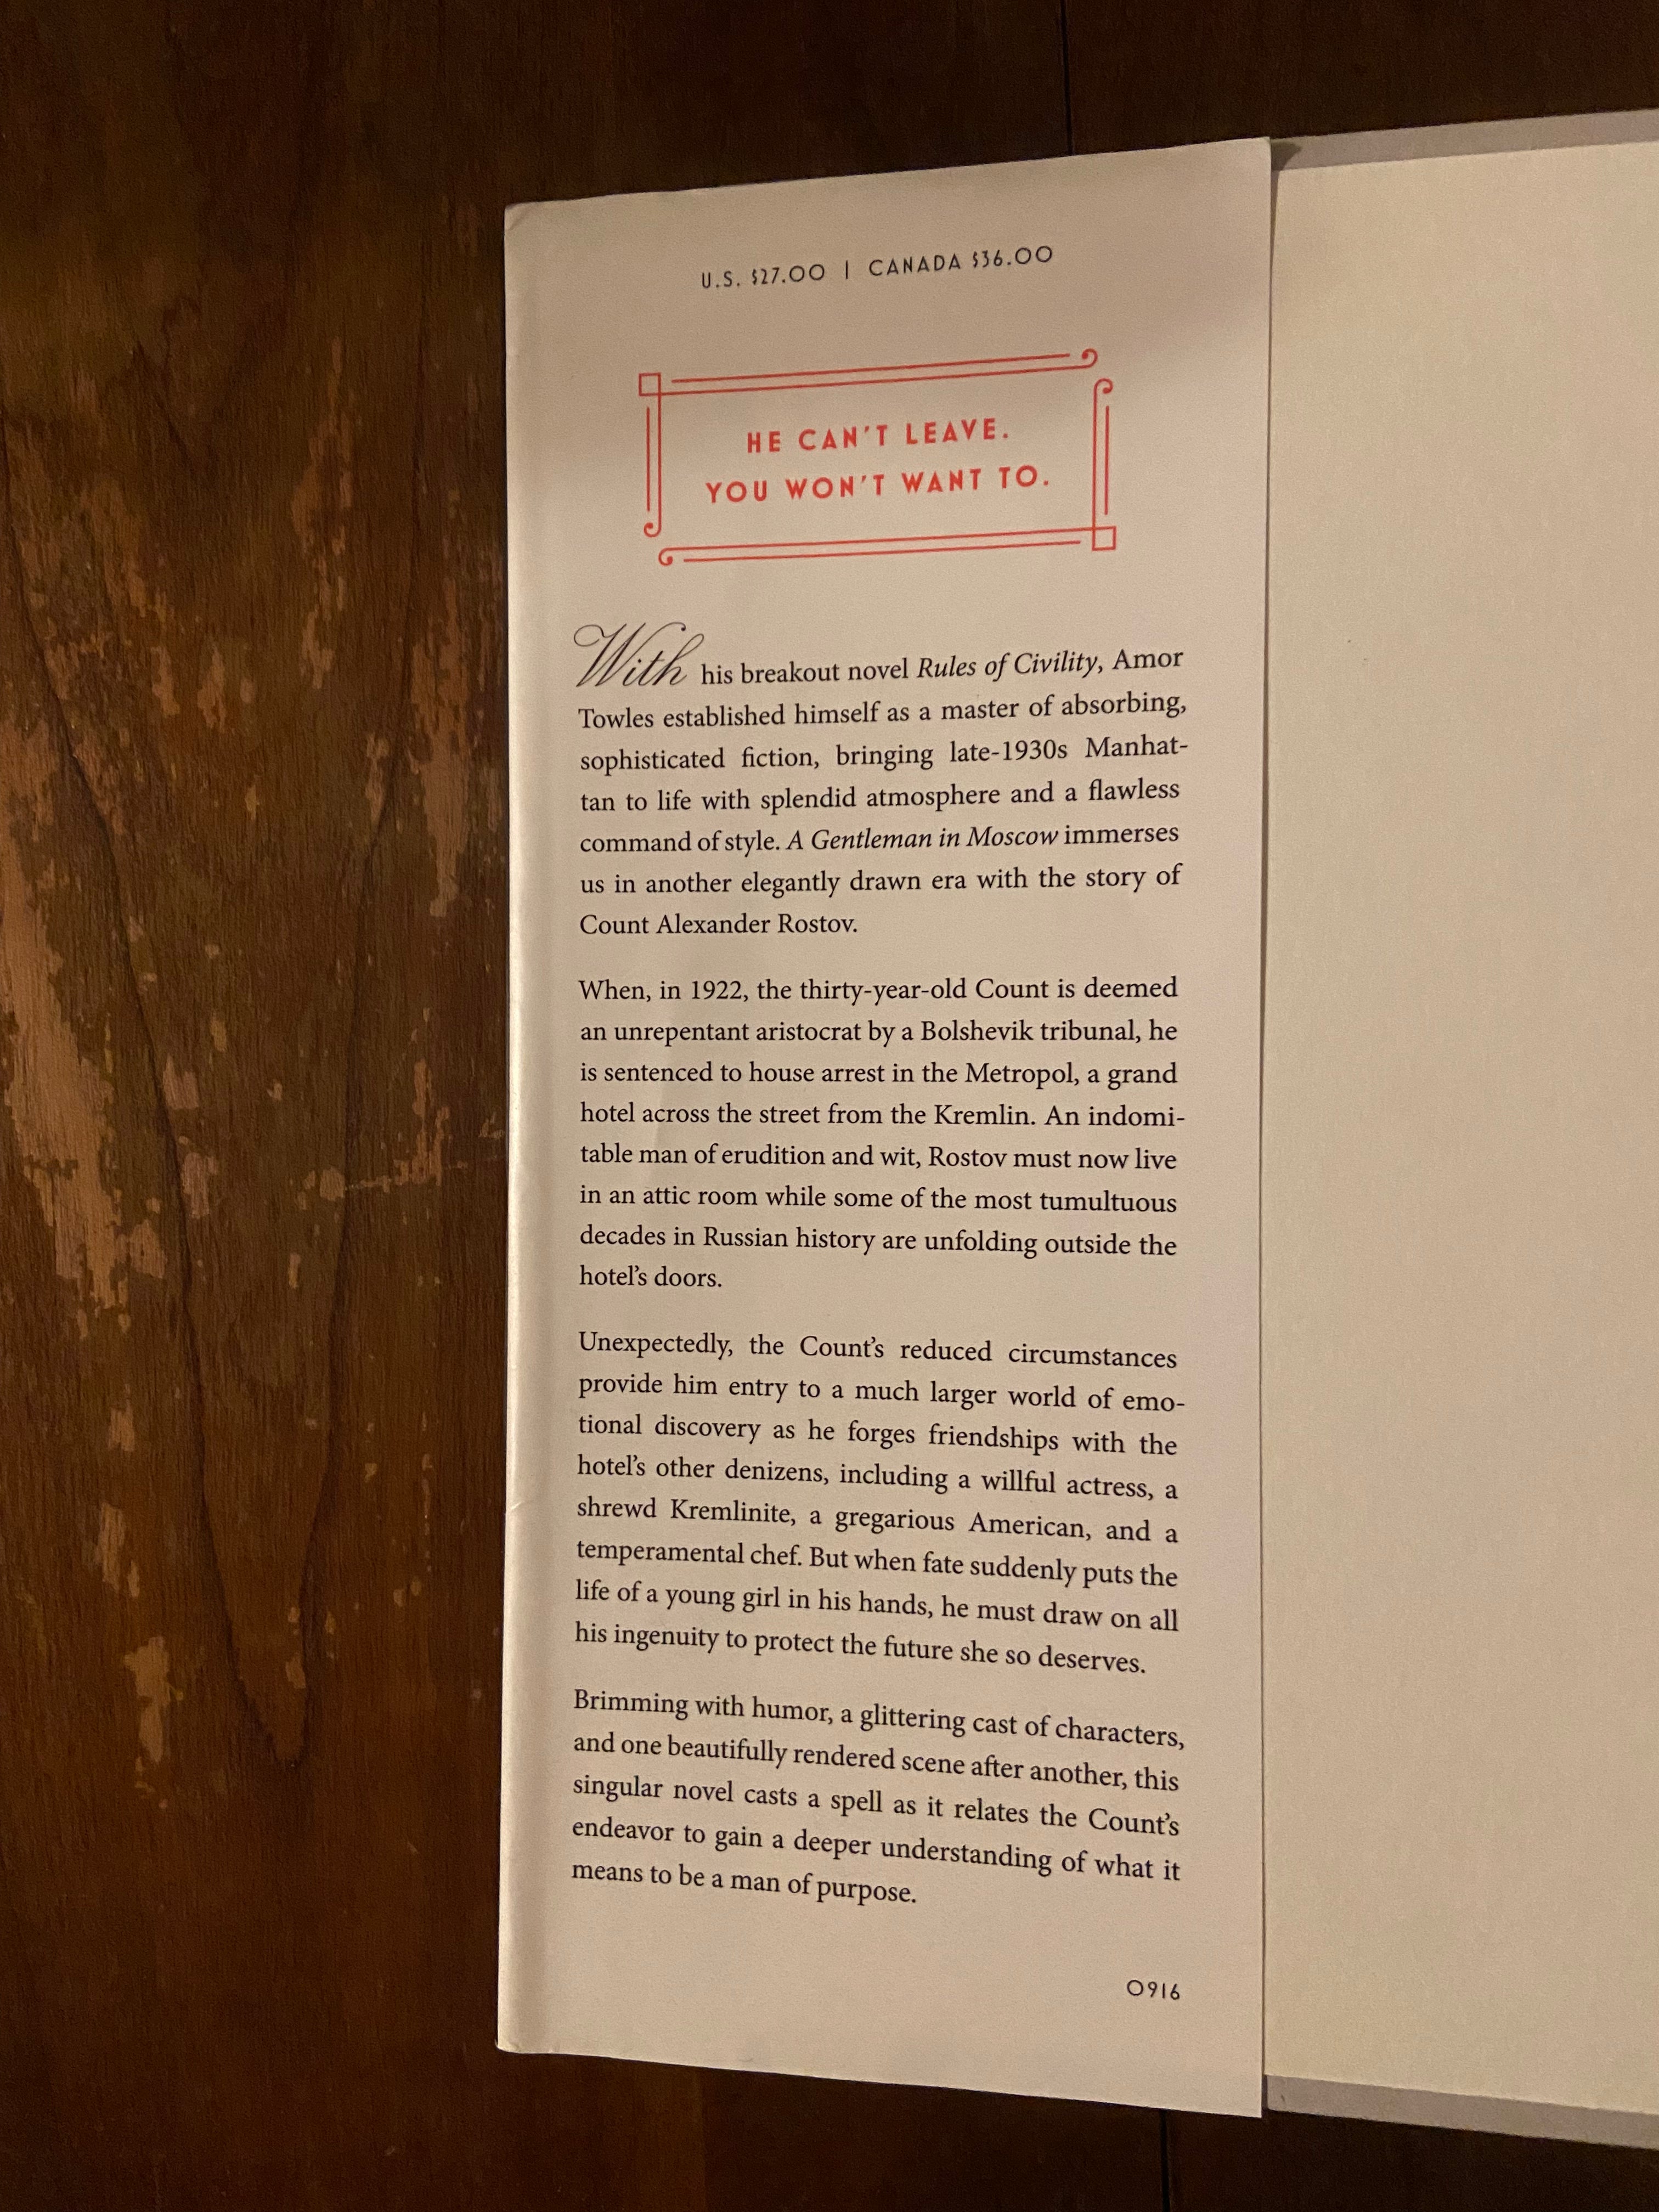 U.S. $27.00 | CANADA $36.00
HE CAN'T LEAVE.
YOU WON'T WANT TO.
With his breakout novel Rules of Civility, Amor
Towles established himself as a master of absorbing,
sophisticated fiction, bringing late-1930s Manhat-
tan to life with splendid atmosphere and a flawless
command of style. A Gentleman in Moscow immerses
us in another elegantly drawn era with the story of
Count Alexander Rostov.
When, in 1922, the thirty-year-old Count is deemed
an unrepentant aristocrat by a Bolshevik tribunal, he
is sentenced to house arrest in the Metropol, a grand
hotel across the street from the Kremlin. An indomi-
table man of erudition and wit, Rostov must now live
in an attic room while some of the most tumultuous
decades in Russian history are unfolding outside the
hotel's doors.
Unexpectedly, the Count's reduced circumstances
provide him entry to a much larger world of emo-
tional discovery as he forges friendships with the
hotel's other denizens, including a willful actress, a
shrewd Kremlinite, a gregarious American, and a
temperamental chef. But when fate suddenly puts the
life of a young girl in his hands, he must draw on all
his ingenuity to protect the future she so deserves.
Brimming with humor, a glittering cast of characters,
and one beautifully rendered scene after another, this
singular novel casts a spell as it relates the Count's
endeavor to gain a deeper understanding of what it
means to be a man of purpose.
0916